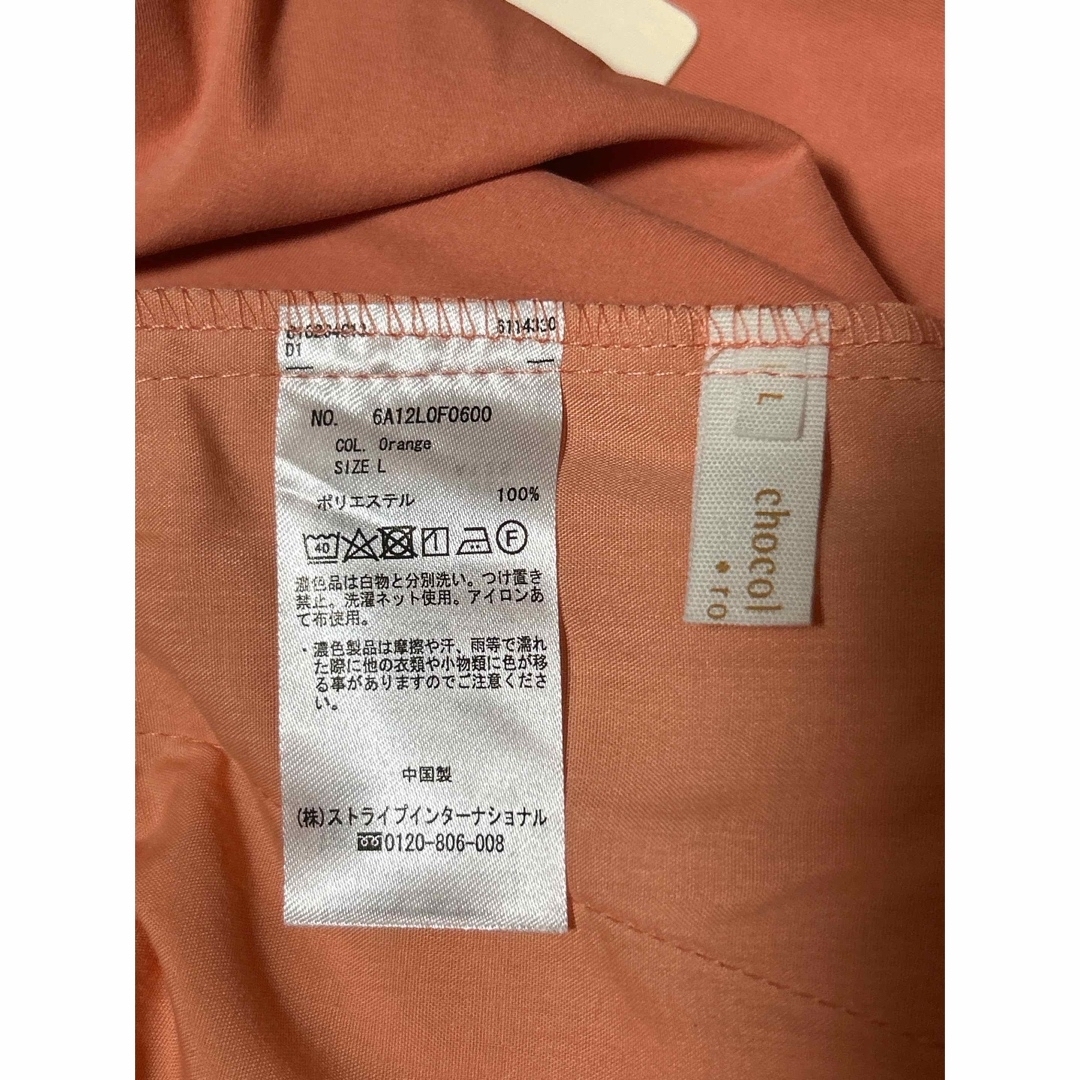 D1
NO. 6A12L0F0600
COL. Orange
SIZE L
ポリエステル 100%
40 F
濃色品は白物と分別洗い。つけ置き
禁止。洗濯ネット使用。アイロンあ
て布使用。
・濃色製品は摩擦や汗、雨等で濡れ
た際に他の衣類や小物類に色が移
る事がありますのでご注意くださ
い。
中国製
(株)ストライプインターナショナル
0120-806-008
L
chocol
ro